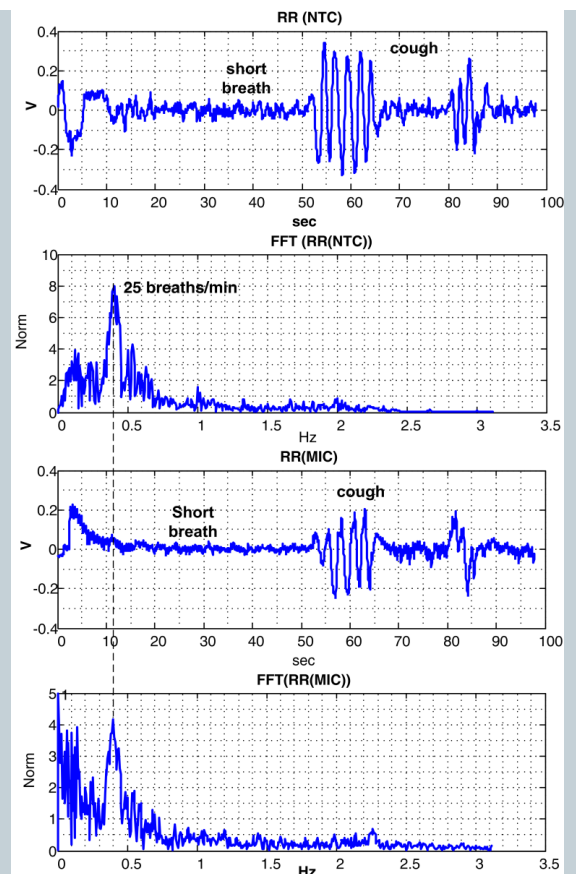 RR (NTC)
0.4
0.2
0
-0.2
-0.4
V
short
breath
cough
0 10 20 30 40 50 60 70 80 90 100
sec
FFT (RR(NTC))
10
8
6
4
2
0
Norm
25 breaths/min
0 0.5 1 1.5 2 2.5 3 3.5
Hz
RR(MIC)
0.4
0.2
0
-0.2
-0.4
V
Short
breath
cough
0 10 20 30 40 50 60 70 80 90 100
sec
FFT(RR(MIC))
5
4
3
2
1
0
Norm
1
0 0.5 1 1.5 2 2.5 3 3.5
Hz